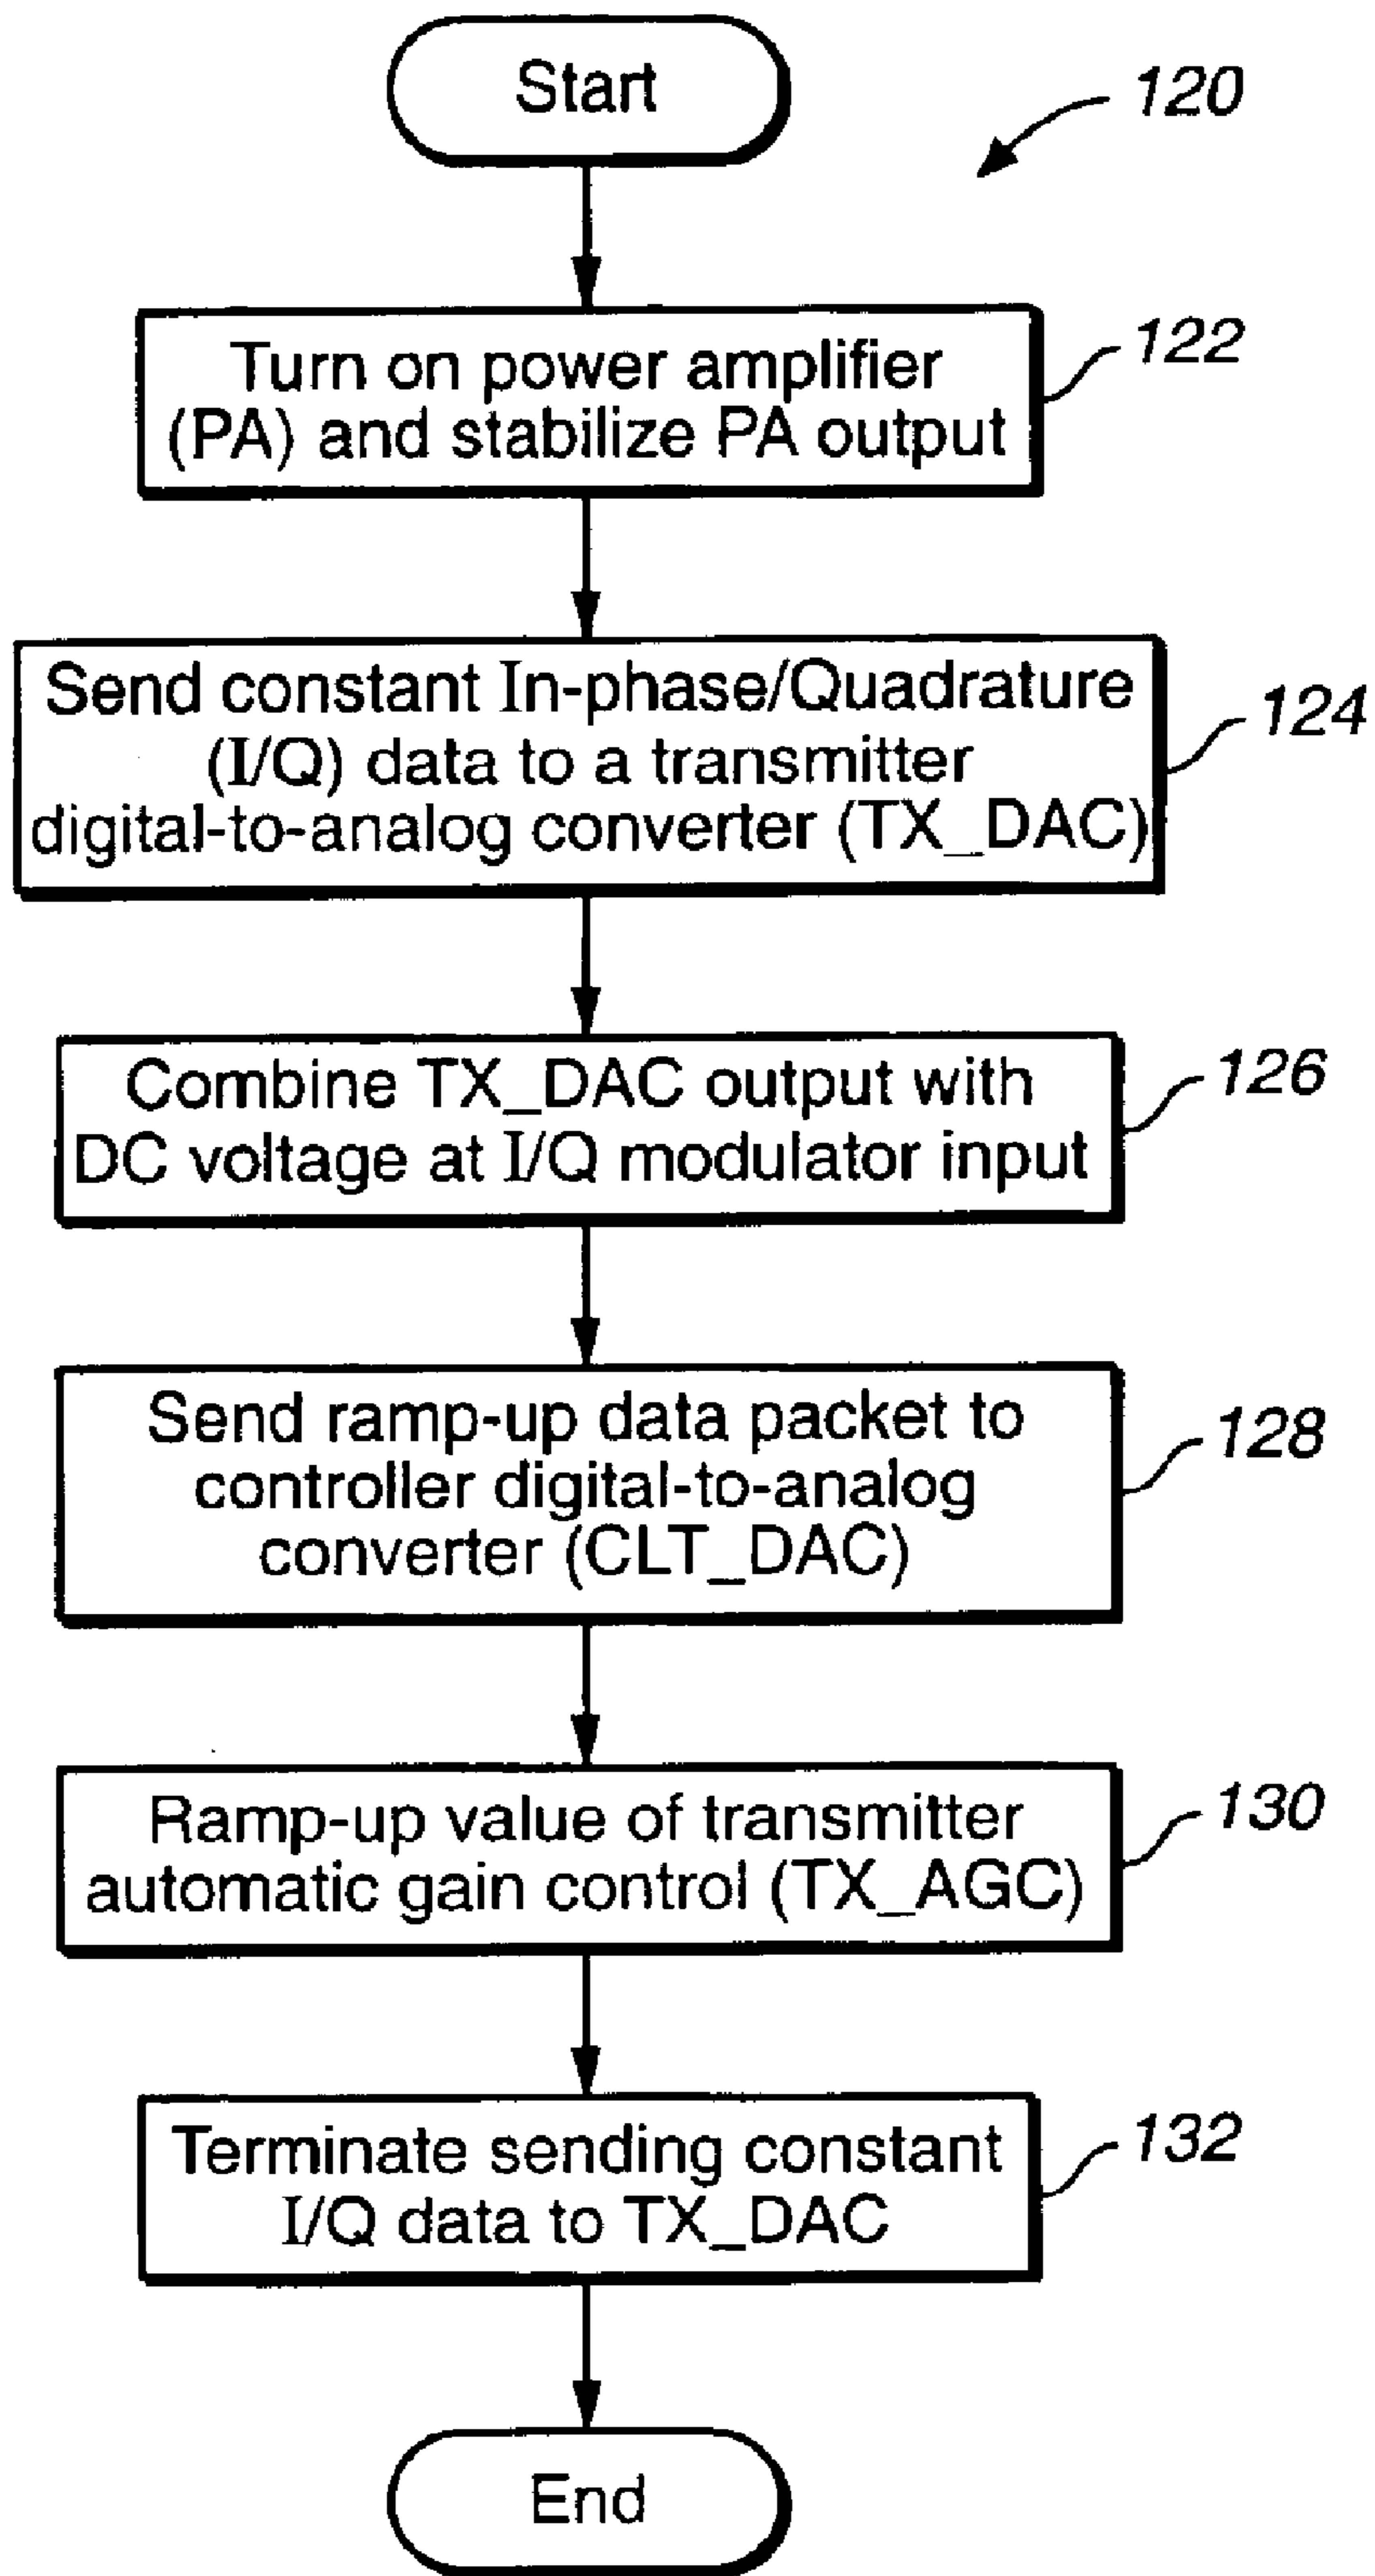 Start
120
Turn on power amplifier
(PA) and stabilize PA output
122
Send constant In-phase/Quadrature
(I/Q) data to a transmitter
digital-to-analog converter (TX_DAC)
124
Combine TX_DAC output with
DC voltage at I/Q modulator input
126
Send ramp-up data packet to
controller digital-to-analog
converter (CLT_DAC)
128
Ramp-up value of transmitter
automatic gain control (TX_AGC)
130
Terminate sending constant
I/Q data to TX_DAC
132
End